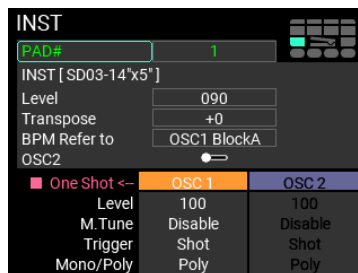 INST
PAD# 1
INST [ SD03-14"x5" ]
Level 090
Transpose +0
BPM Refer to OSC1 BlockA
OSC2
One Shot <-- OSC 1 OSC 2
Level 100 100
M.Tune Disable Disable
Trigger Shot Shot
Mono/Poly Poly Poly